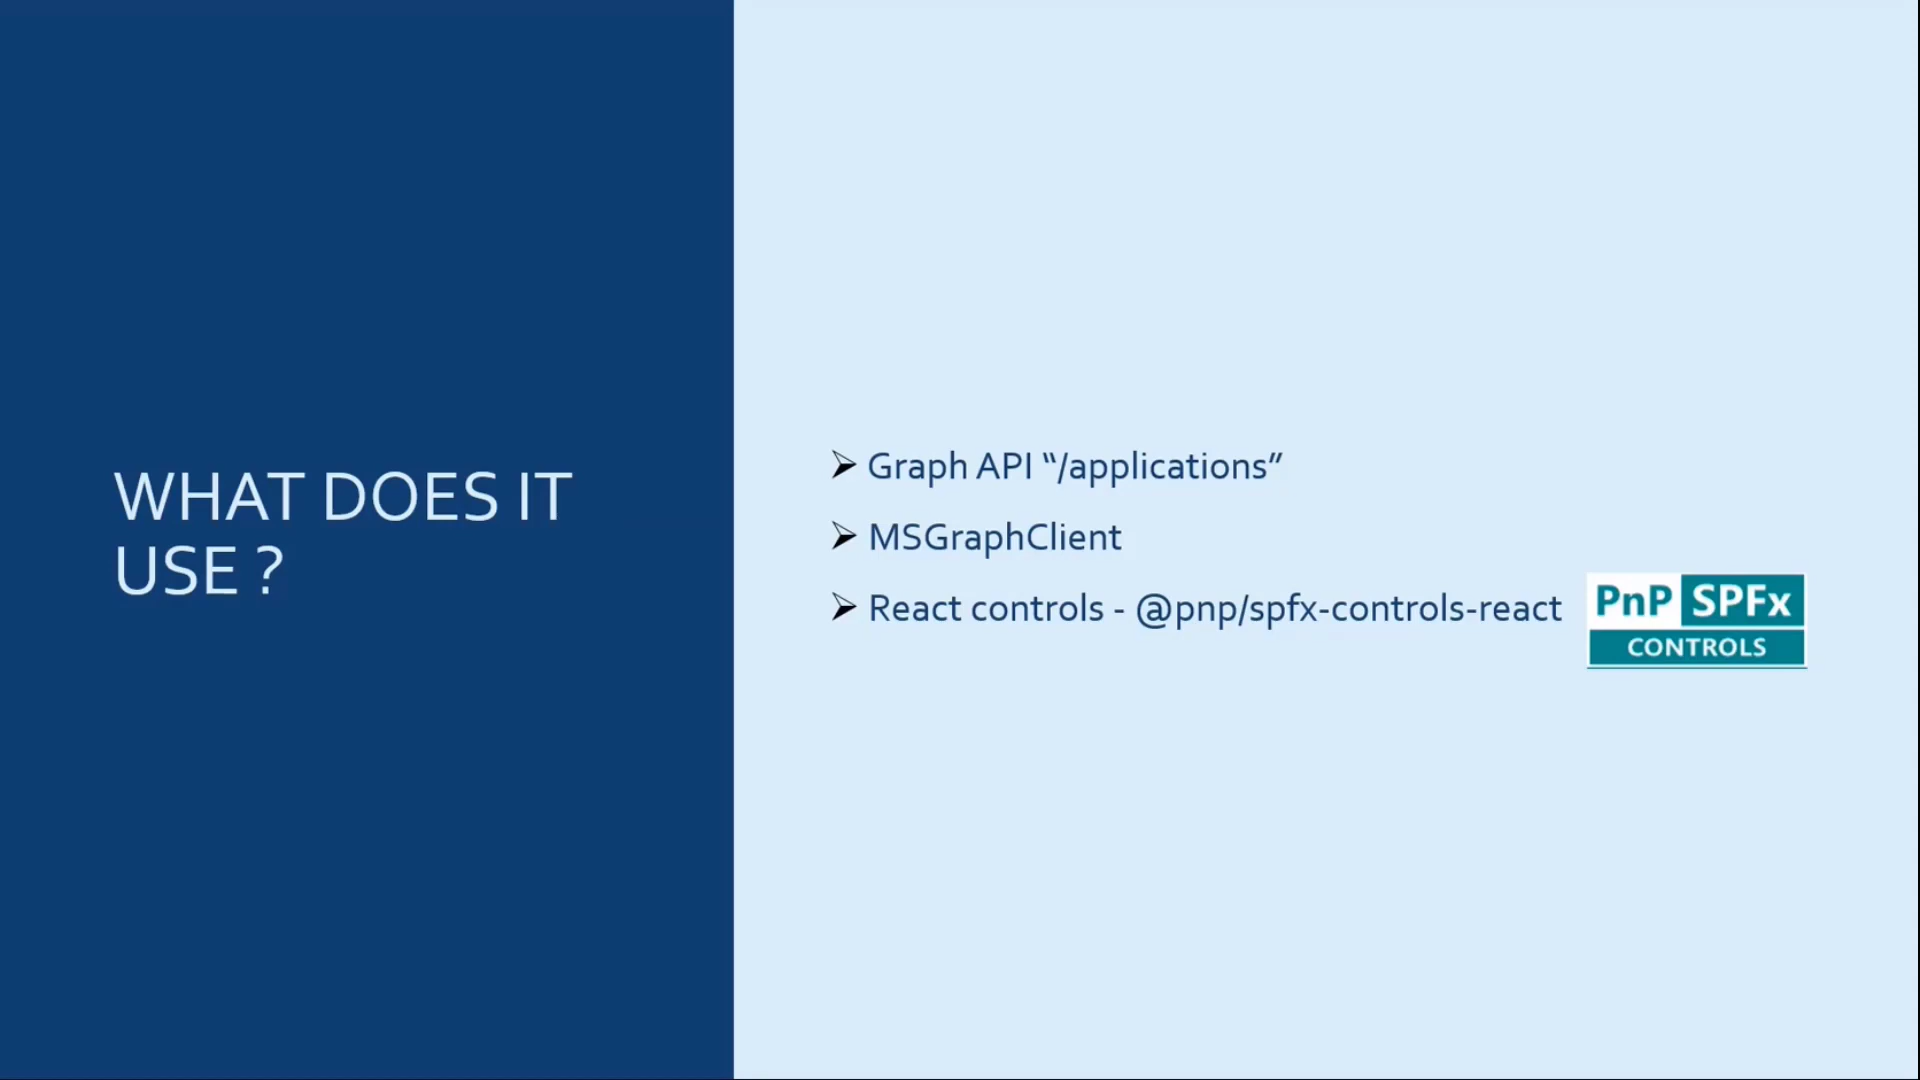 WHAT DOES IT
USE ?
➢ Graph API “/applications”
➢ MSGraphClient
➢ React controls - @pnp/spfx-controls-react
PnP SPFx
CONTROLS